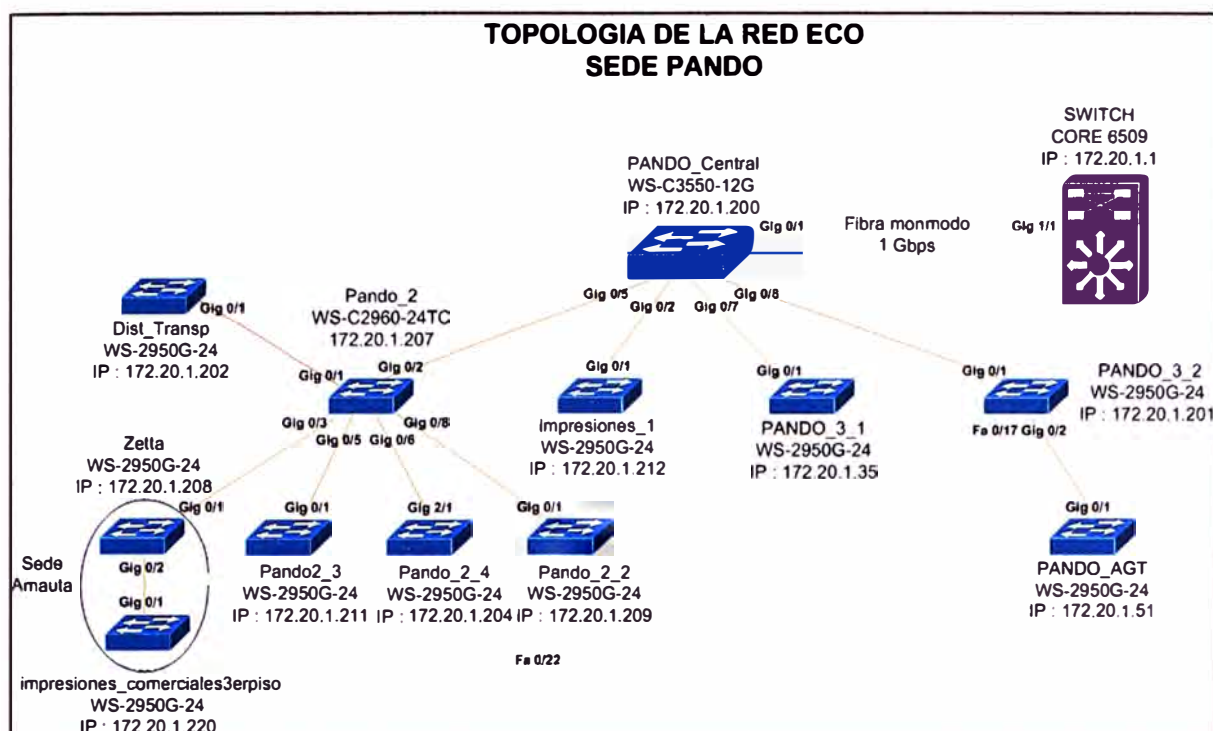 TOPOLOGIA DE LA RED ECO
SEDE PANDO
SWITCH
CORE 6509
IP : 172.20.1.1
PANDO_Central
WS-C3550-12G
IP : 172.20.1.200
Gig 0/1
Fibra monmodo
1 Gbps
Gig 1/1
Gig 0/5
Gig 0/2
Gig 0/7
Gig 0/8
Gig 0/1
Dist_Transp
WS-2950G-24
IP : 172.20.1.202
Pando_2
WS-C2960-24TC
172.20.1.207
Gig 0/1
Gig 0/2
Gig 0/3
Gig 0/5
Gig 0/6
Gig 0/8
Gig 0/1
impresiones_1
WS-2950G-24
IP : 172.20.1.212
Gig 0/1
PANDO_3_1
WS-2950G-24
IP : 172.20.1.35
Gig 0/1
PANDO_3_2
WS-2950G-24
IP : 172.20.1.201
Fa 0/17 Gig 0/2
Zetta
WS-2950G-24
IP : 172.20.1.208
Gig 0/1
Sede
Amauta
Gig 0/2
Gig 0/1
impresiones_comerciales3erpiso
WS-2950G-24
IP : 172.20.1.220
Gig 0/1
Pando2_3
WS-2950G-24
IP : 172.20.1.211
Gig 2/1
Pando_2_4
WS-2950G-24
IP : 172.20.1.204
Gig 0/1
Pando_2_2
WS-2950G-24
IP : 172.20.1.209
Fa 0/22
Gig 0/1
PANDO_AGT
WS-2950G-24
IP : 172.20.1.51